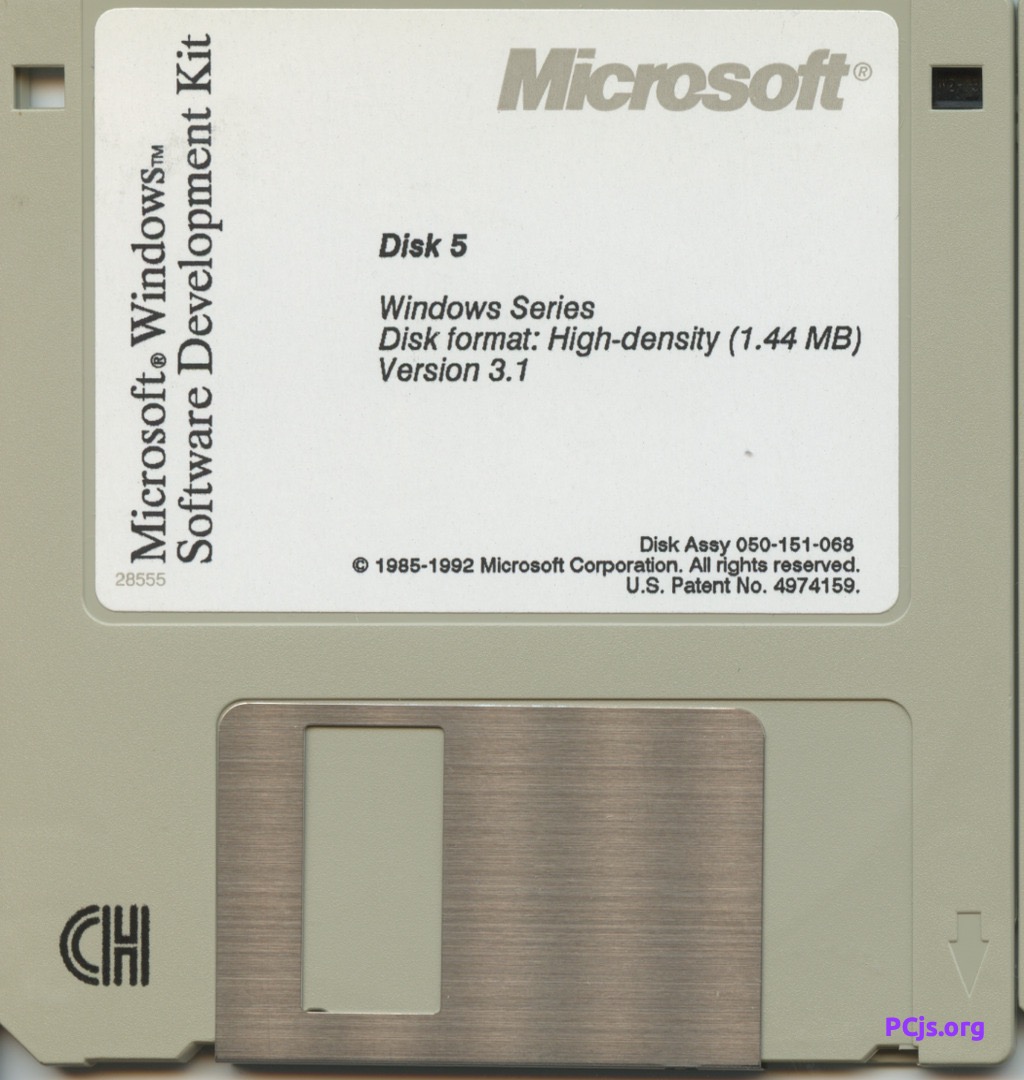 Microsoft® Windows™
Software Development Kit
Microsoft®
Disk 5
Windows Series
Disk format: High-density (1.44 MB)
Version 3.1
Disk Assy 050-151-068
© 1985-1992 Microsoft Corporation. All rights reserved.
U.S. Patent No. 4974159.
28555
CH
PCjs.org